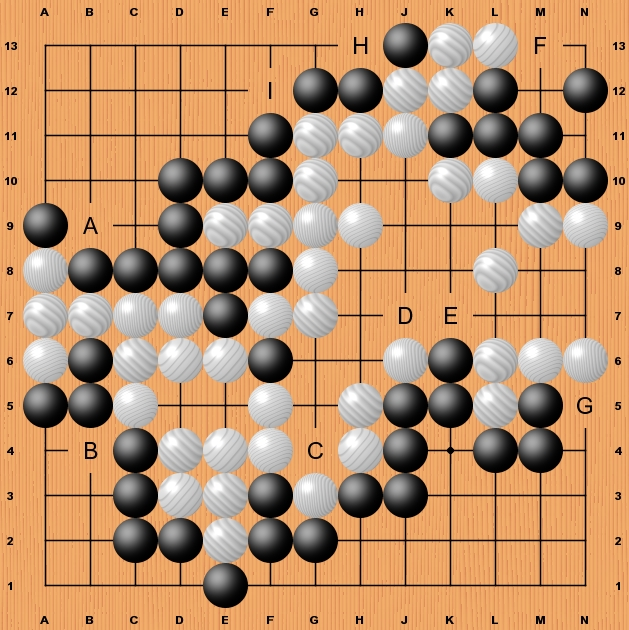 A B C D E F G H J K L M N
13 H F 13
12 I 12
11 11
10 10
9 A 9
8 8
7 D E 7
6 6
5 G 5
4 B C 4
3 3
2 2
1 1
A B C D E F G H J K L M N